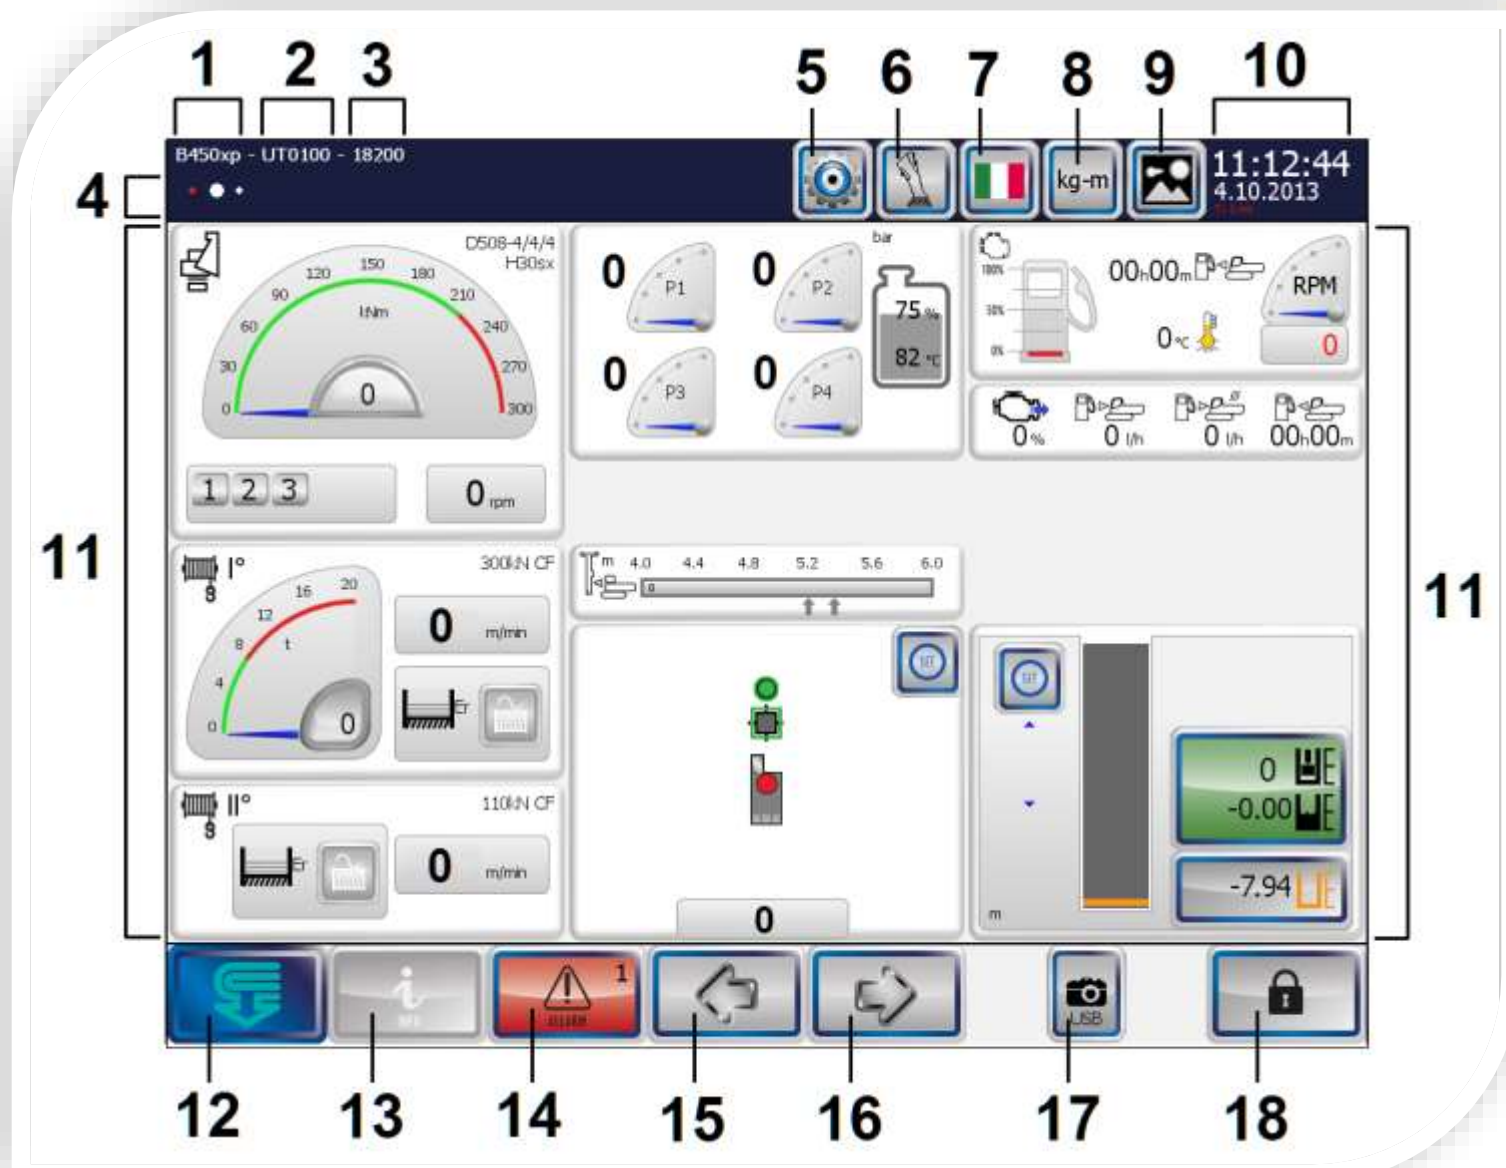 1 2 3 5 6 7 8 9 10
B450xp - UT0100 - 18200
4
kg-m
11:12:44
4.10.2013
11
11
D508-4/4/4
H30sx
0 30 60 90 120 150 180 210 240 270 300
kNm
0
1 2 3
0 rpm
bar
0 P1
0 P2
75 %
82 °C
0 P3
0 P4
100%
50%
0%
00h00m
0 °C
RPM
0
0 %
0 l/h
0 l/h
00h00m
I°
300kN CF
0 4 8 12 16 20
t
0
0 m/min
Er
II°
110kN CF
Er
0 m/min
m 4.0 4.4 4.8 5.2 5.6 6.0
0
SET
0
SET
m
0 E
-0.00 E
-7.94 E
1
ALLARM
USB
12 13 14 15 16 17 18